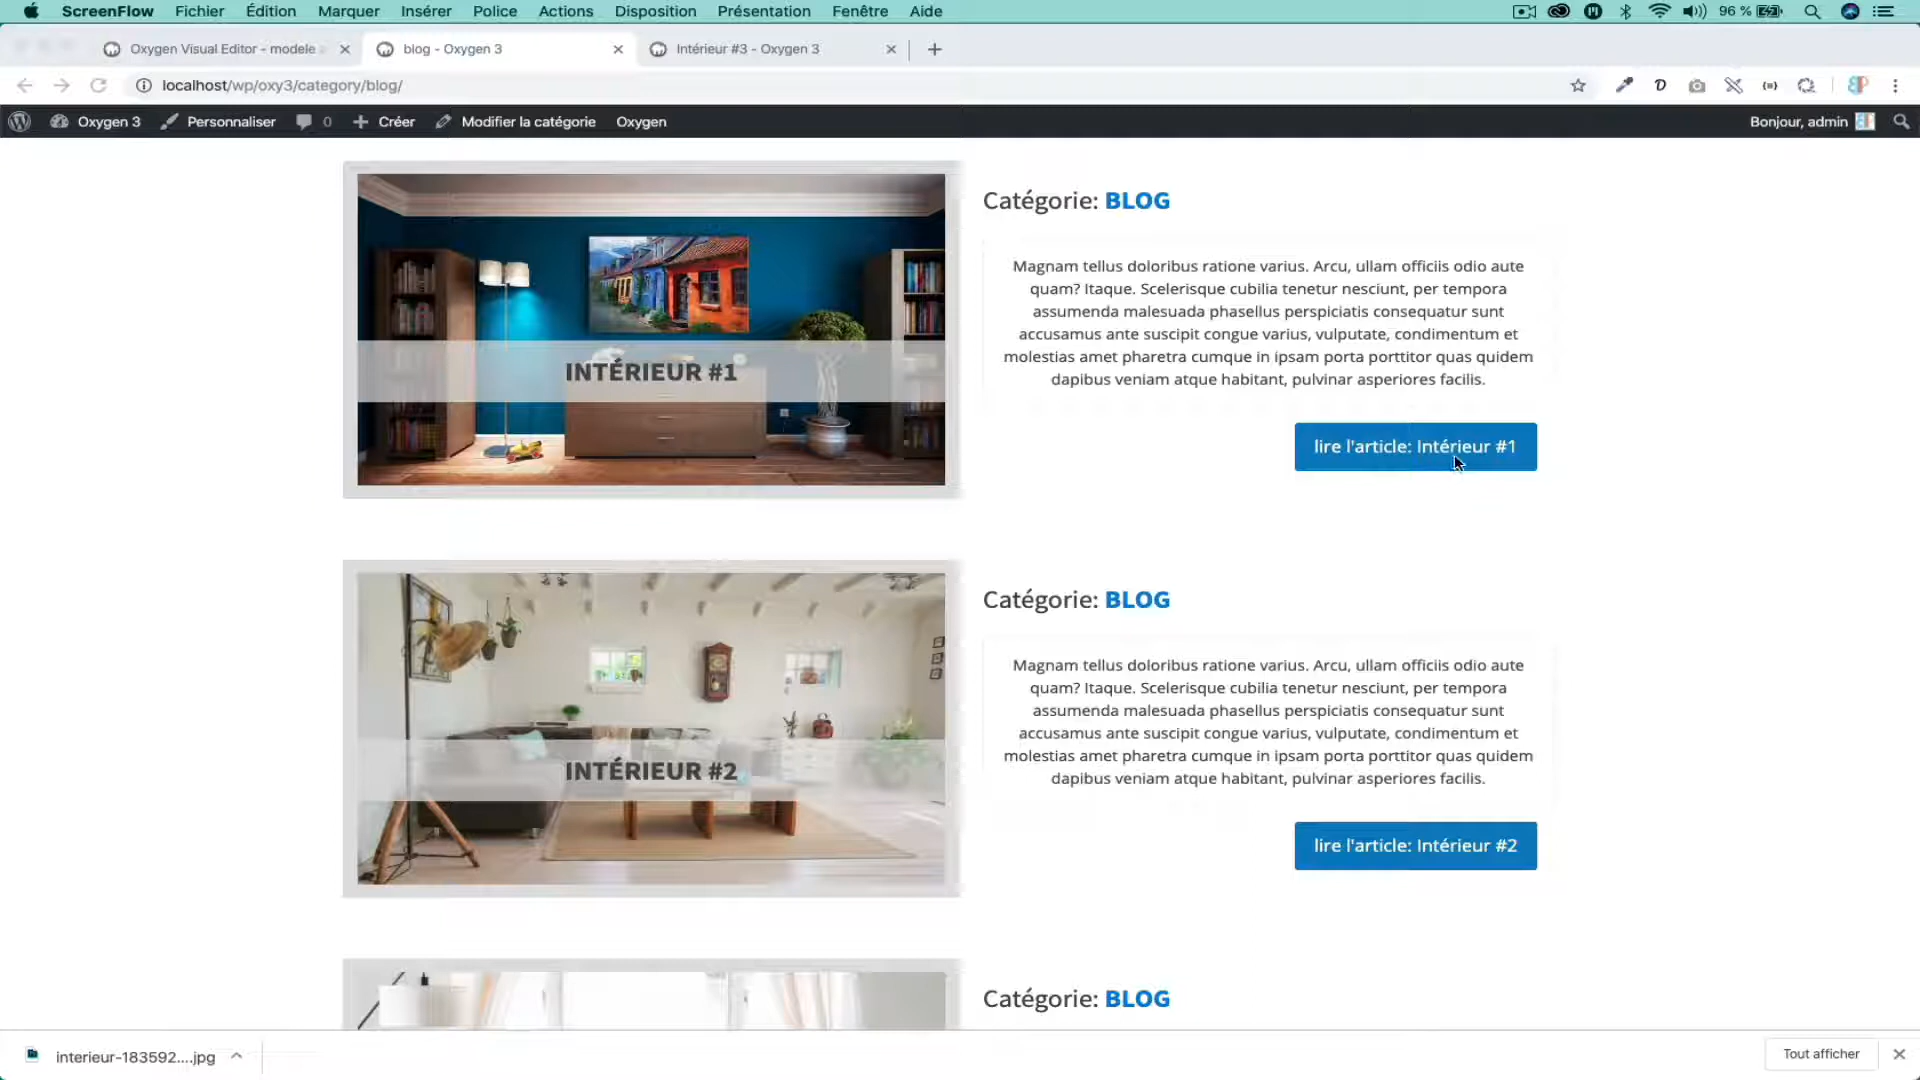 ScreenFlow Fichier Édition Marquer Insérer Police Actions Disposition Présentation Fenêtre Aide 96 %
Oxygen Visual Editor - modele
blog - Oxygen 3
Intérieur #3 - Oxygen 3
localhost/wp/oxy3/category/blog/
Oxygen 3 Personnaliser 0 Créer Modifier la catégorie Oxygen Bonjour, admin
INTÉRIEUR #1
Catégorie: BLOG
Magnam tellus doloribus ratione varius. Arcu, ullam officiis odio aute
quam? Itaque. Scelerisque cubilia tenetur nesciunt, per tempora
assumenda malesuada phasellus perspiciatis consequatur sunt
accusamus ante suscipit congue varius, vulputate, condimentum et
molestias amet pharetra cumque in ipsam porta porttitor quas quidem
dapibus veniam atque habitant, pulvinar asperiores facilis.
lire l'article: Intérieur #1
INTÉRIEUR #2
Catégorie: BLOG
Magnam tellus doloribus ratione varius. Arcu, ullam officiis odio aute
quam? Itaque. Scelerisque cubilia tenetur nesciunt, per tempora
assumenda malesuada phasellus perspiciatis consequatur sunt
accusamus ante suscipit congue varius, vulputate, condimentum et
molestias amet pharetra cumque in ipsam porta porttitor quas quidem
dapibus veniam atque habitant, pulvinar asperiores facilis.
lire l'article: Intérieur #2
Catégorie: BLOG
interieur-183592....jpg
Tout afficher